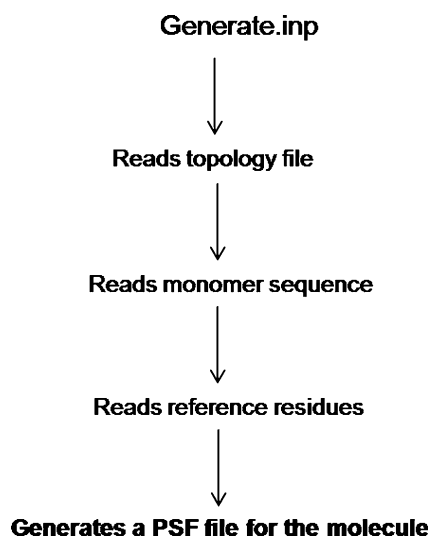 Generate.inp
Reads topology file
Reads monomer sequence
Reads reference residues
Generates a PSF file for the molecule